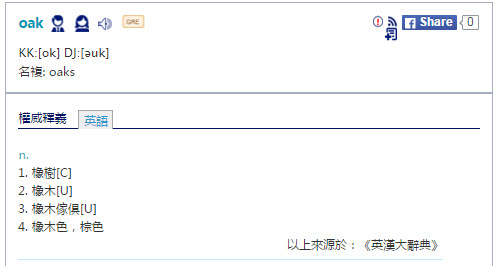 oak GRE Share 0
KK:[ok] DJ:[əuk]
名複: oaks
權威釋義 英語
n.
1. 橡樹[C]
2. 橡木[U]
3. 橡木傢俱[U]
4. 橡木色，棕色
以上來源於：《英漢大辭典》